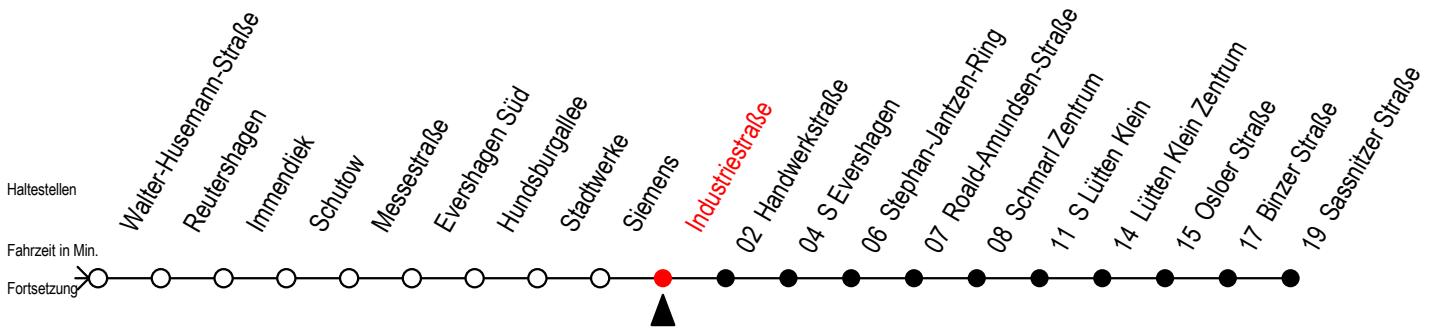 Haltestellen
Walter-Husemann-Straße
Reutershagen
Immendiek
Schutow
Messestraße
Evershagen Süd
Hundsburgallee
Stadtwerke
Siemens
Industriestraße
02 Handwerkstraße
04 S Evershagen
06 Stephan-Jantzen-Ring
07 Roald-Amundsen-Straße
08 Schmarl Zentrum
11 S Lütten Klein
14 Lütten Klein Zentrum
15 Osloer Straße
17 Binzer Straße
19 Sassnitzer Straße
Fahrzeit in Min.
Fortsetzung